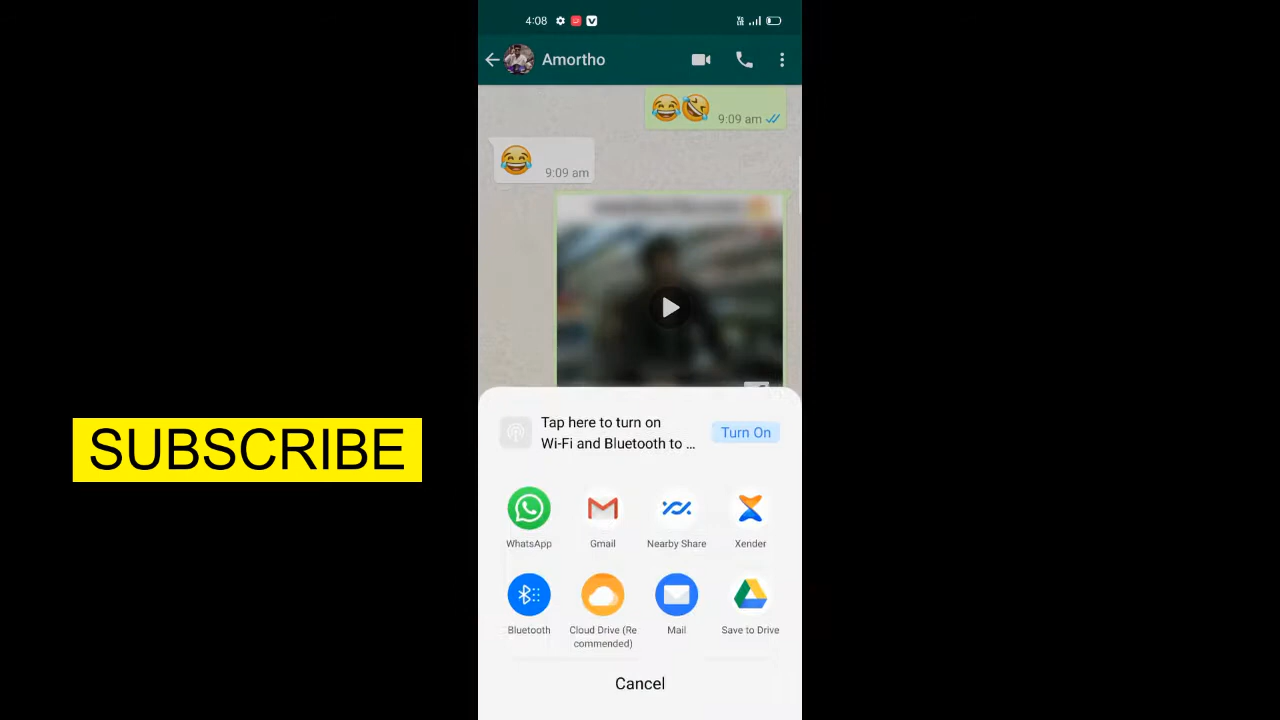 4:08
Amortho
9:09 am
9:09 am
Tap here to turn on
Wi-Fi and Bluetooth to ...
Turn On
SUBSCRIBE
WhatsApp
Gmail
Nearby Share
Xender
Bluetooth
Cloud Drive (Re
commended)
Mail
Save to Drive
Cancel